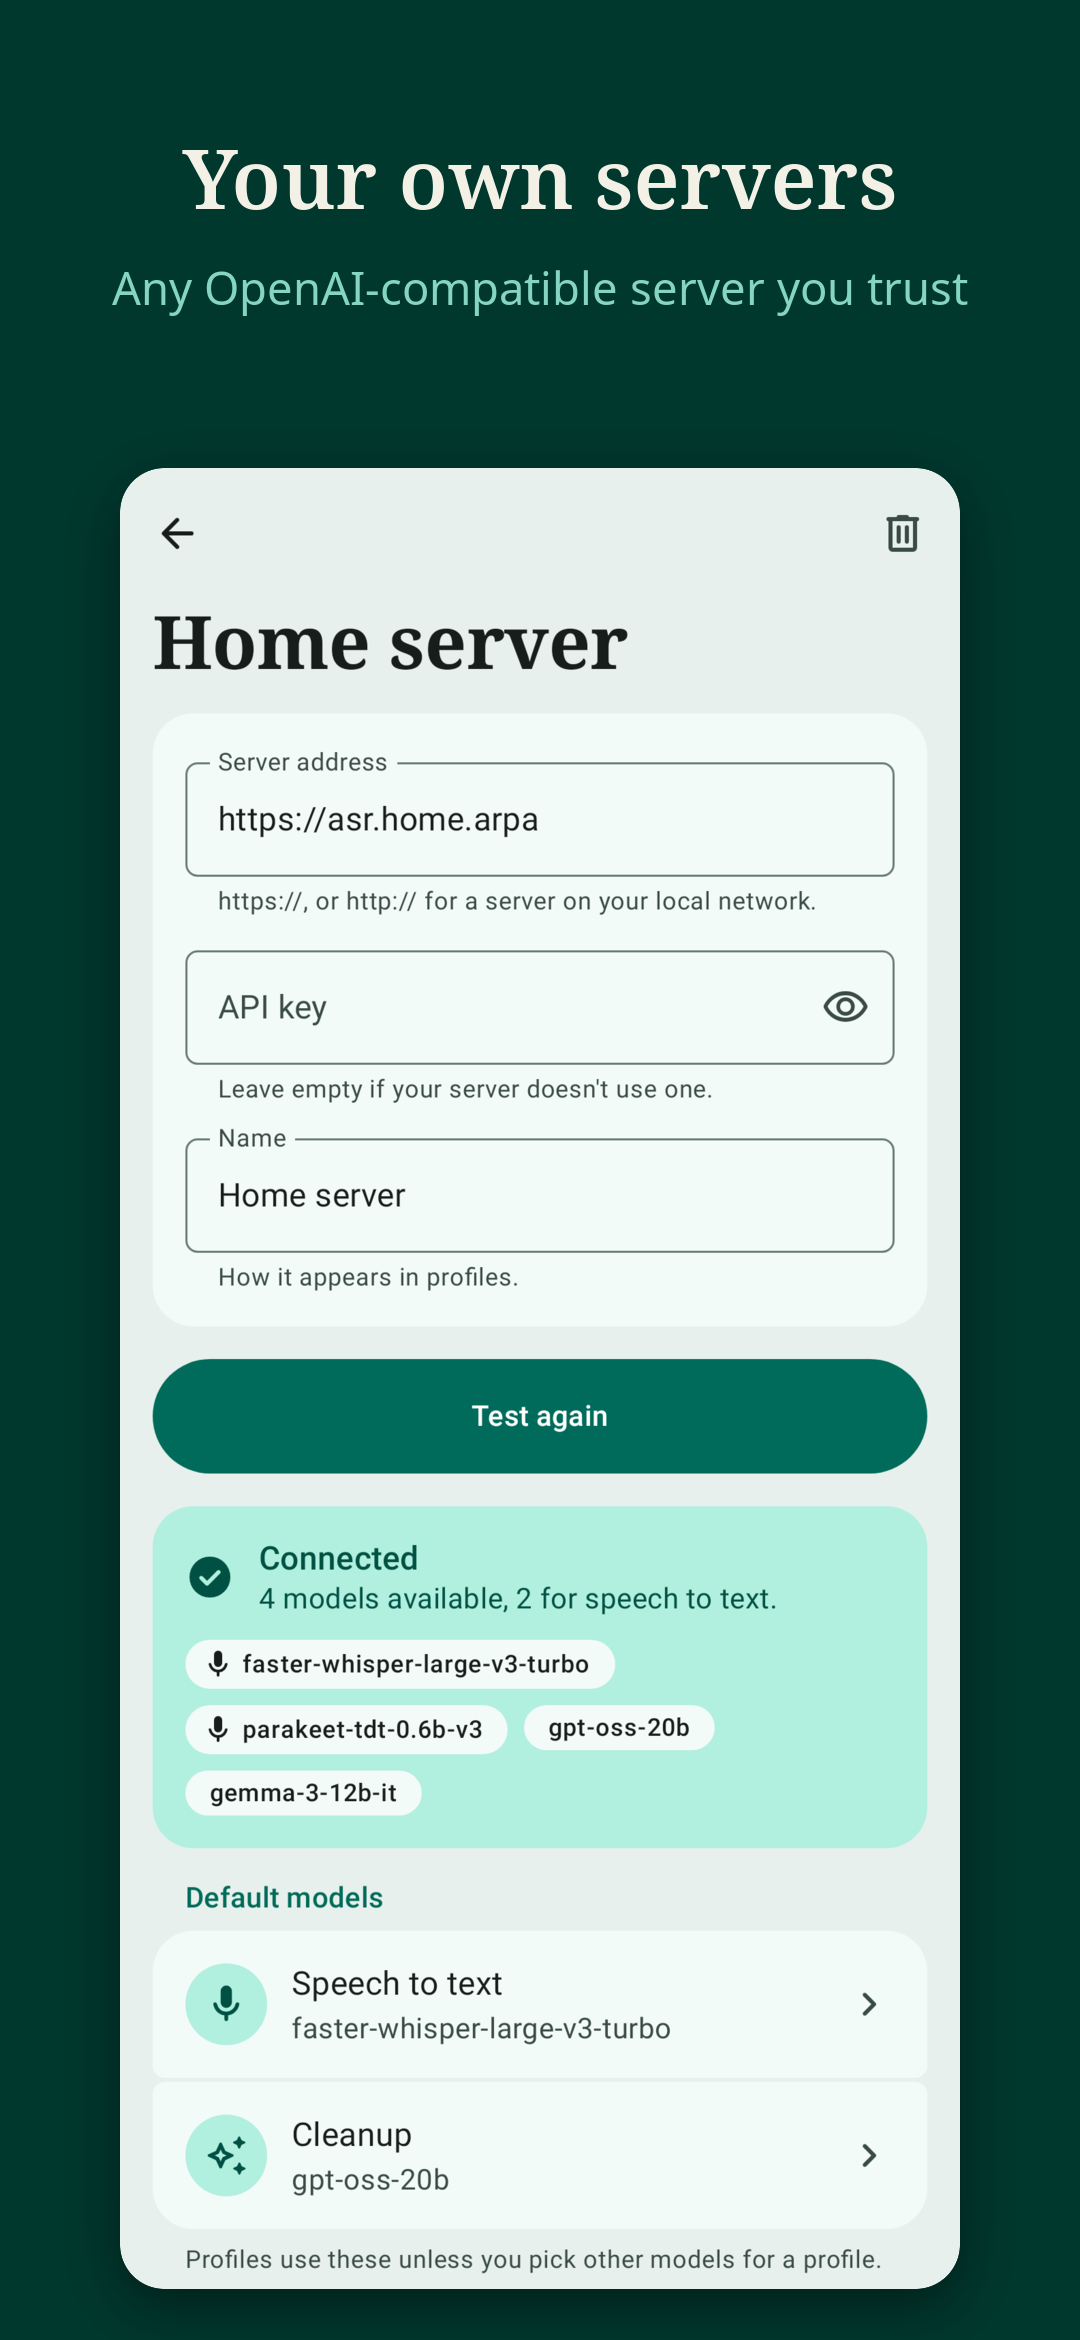 Your own servers
Any OpenAI-compatible server you trust
Home server
Server address
https://asr.home.arpa
https://, or http:// for a server on your local network.
API key
Leave empty if your server doesn't use one.
Name
Home server
How it appears in profiles.
Test again
Connected
4 models available, 2 for speech to text.
faster-whisper-large-v3-turbo
parakeet-tdt-0.6b-v3 gpt-oss-20b
gemma-3-12b-it
Default models
Speech to text
faster-whisper-large-v3-turbo
Cleanup
gpt-oss-20b
Profiles use these unless you pick other models for a profile.